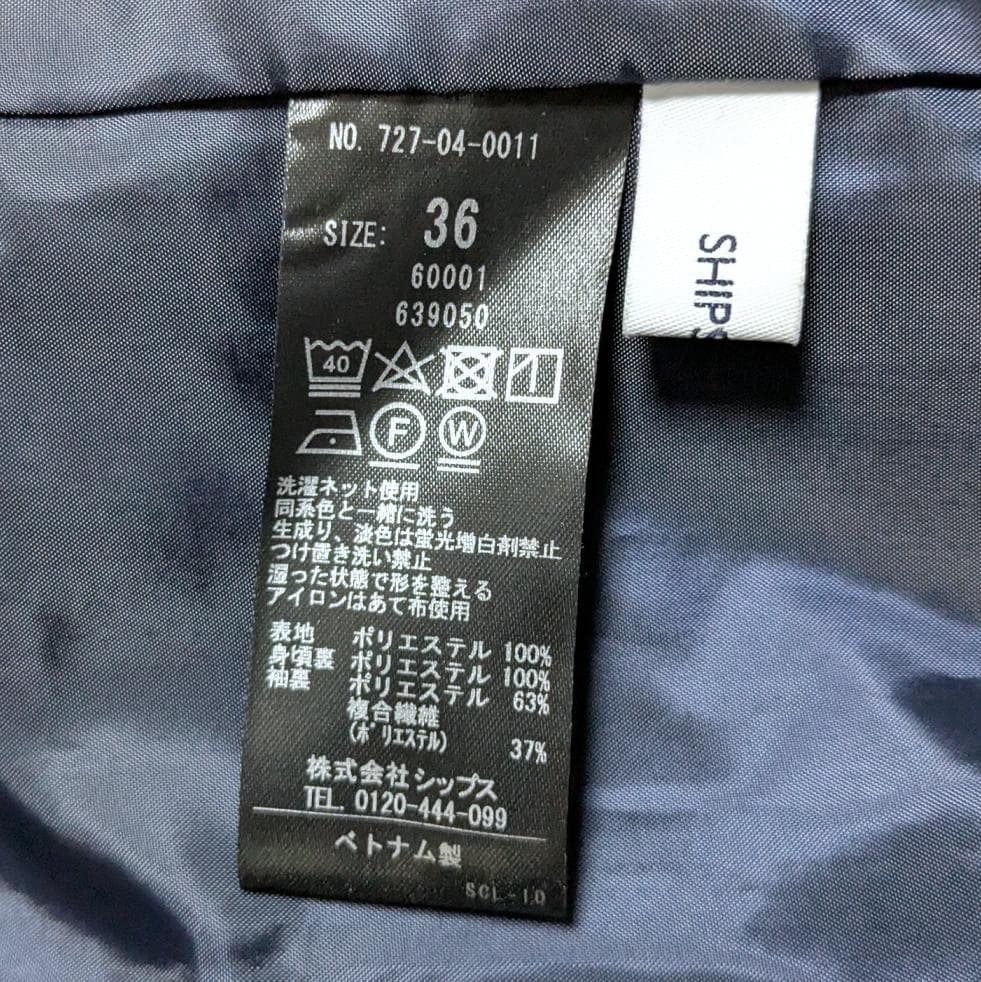 NO. 727-04-0011
SIZE: 36
60001
639050
40
F W
洗濯ネット使用
同系色と一緒に洗う
生成り、淡色は蛍光増白剤禁止
つけ置き洗い禁止
湿った状態で形を整える
アイロンはあて布使用
表地 ポリエステル 100%
身頃裏 ポリエステル 100%
袖裏 ポリエステル 63%
複合繊維
(ポリエステル) 37%
株式会社シップス
TEL. 0120-444-099
ベトナム製
SHIPS